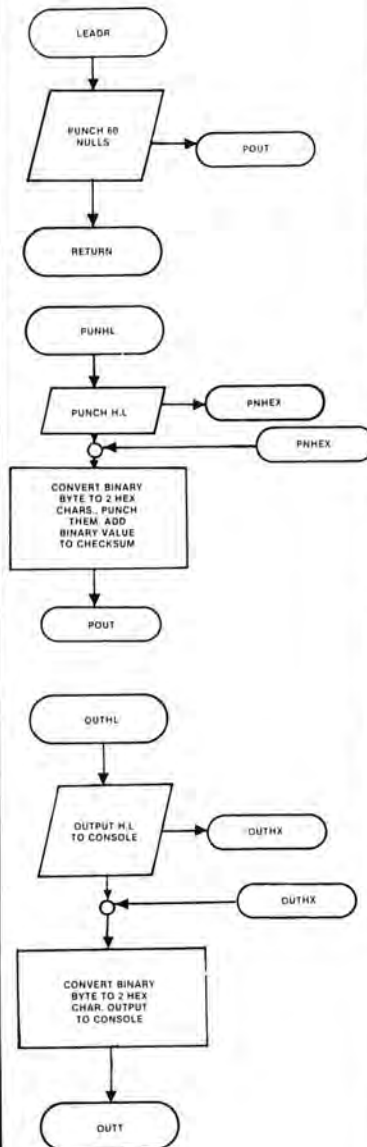 LEADR
PUNCH 60
NULLS
POUT
RETURN
PUNHL
PUNCH H.L
PNHEX
PNHEX
CONVERT BINARY
BYTE TO 2 HEX
CHARS., PUNCH
THEM. ADD
BINARY VALUE
TO CHECKSUM
POUT
OUTHL
OUTPUT H.L
TO CONSOLE
OUTHX
OUTHX
CONVERT BINARY
BYTE TO 2 HEX
CHAR. OUTPUT
TO CONSOLE
OUTT